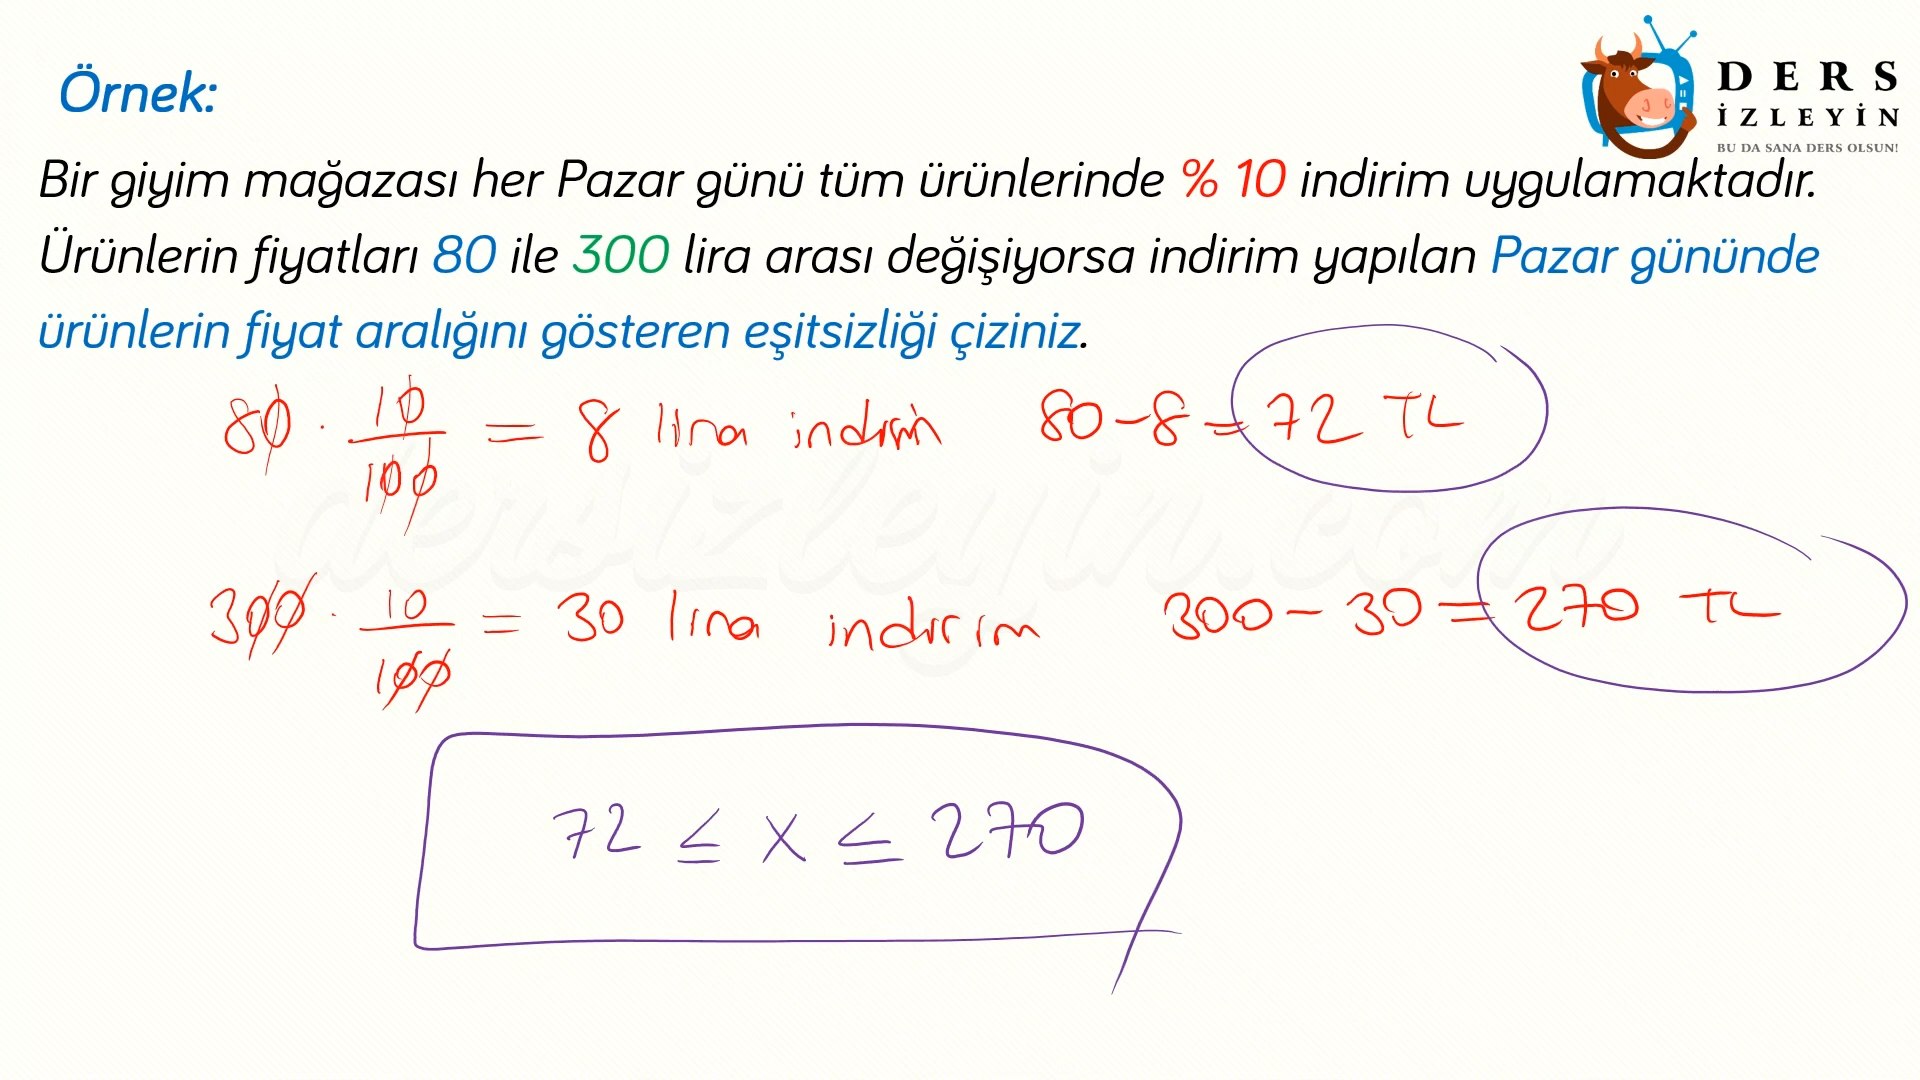 DERS
İZLEYİN
BU DA SANA DERS OLSUN!
Örnek:
Bir giyim mağazası her Pazar günü tüm ürünlerinde % 10 indirim uygulamaktadır.
Ürünlerin fiyatları 80 ile 300 lira arası değişiyorsa indirim yapılan Pazar gününde
ürünlerin fiyat aralığını gösteren eşitsizliği çiziniz.
80 · 10/100 = 8 lira indirim 80-8=72 TL
300 · 10/100 = 30 lira indirim 300-30=270 TL
72 ≤ x ≤ 270
dersizleyin.com